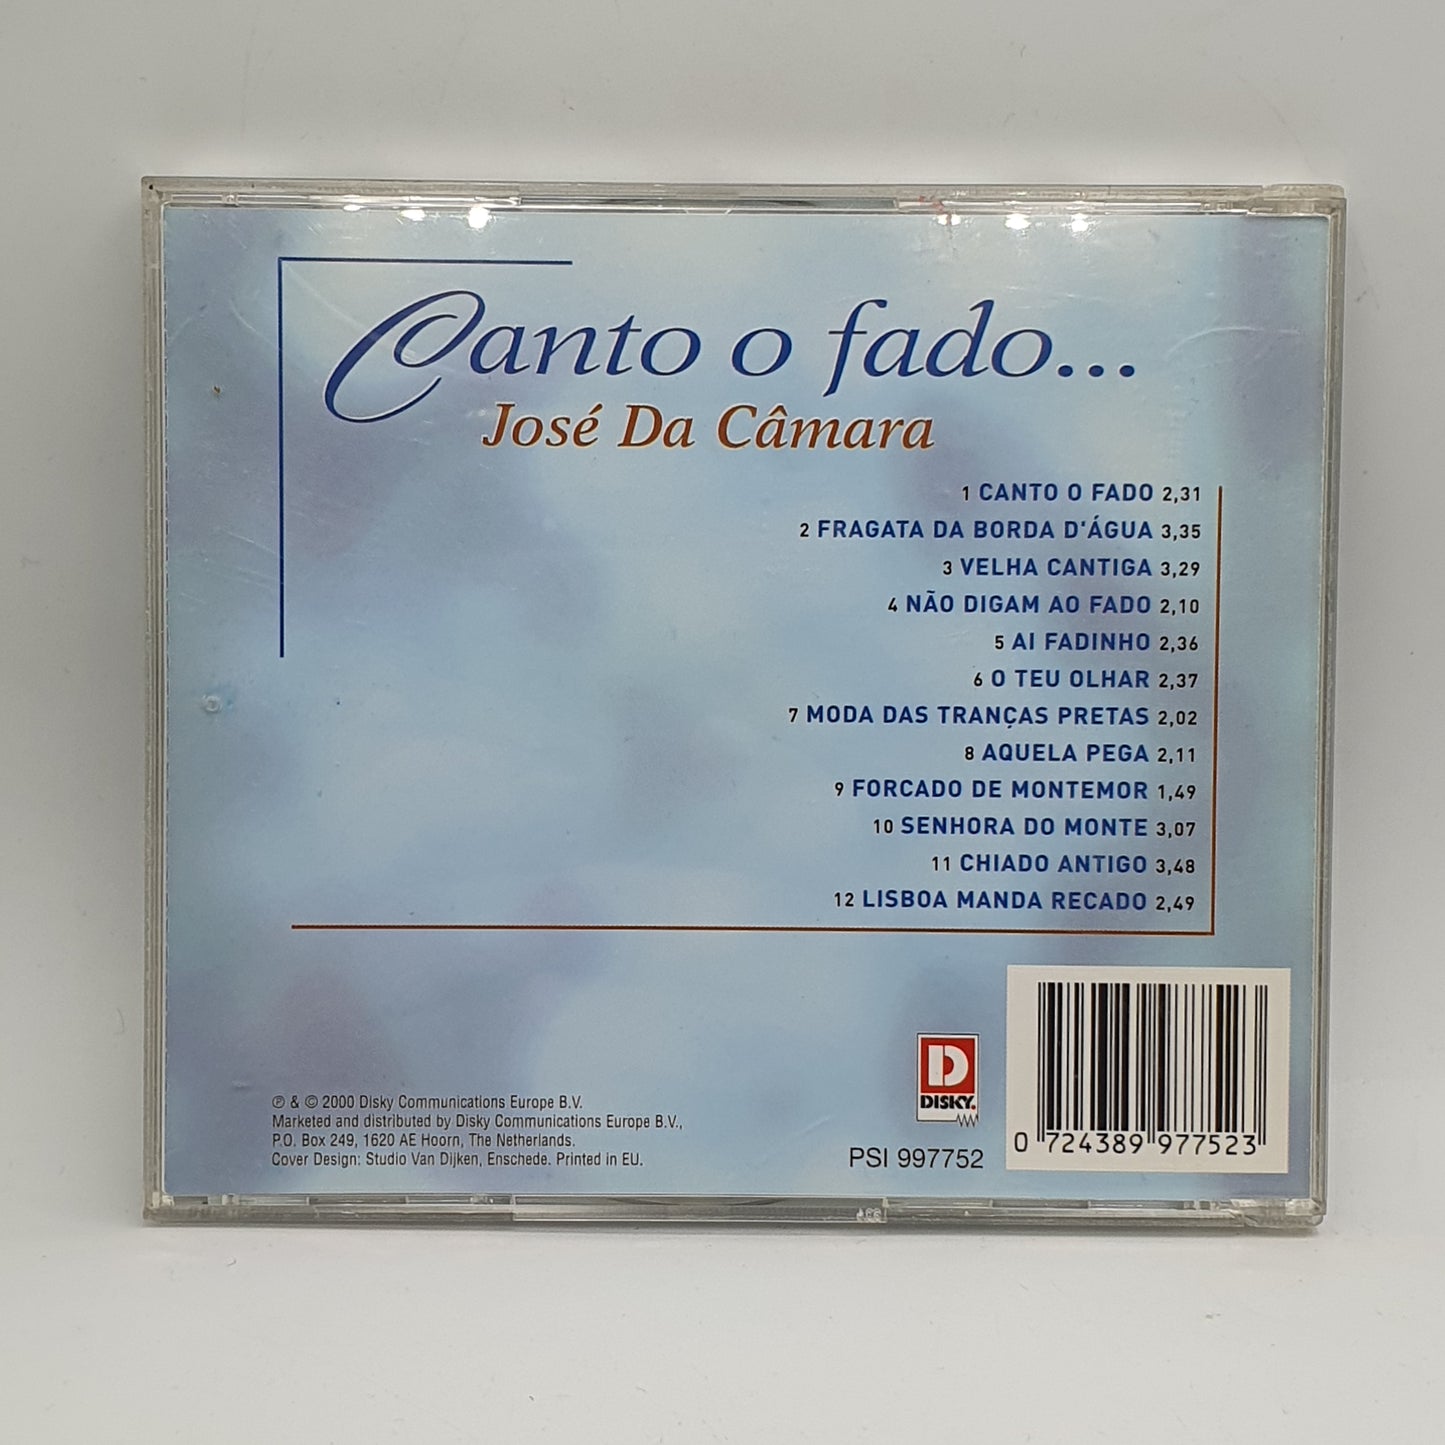 Canto o fado...
José Da Câmara
1 CANTO O FADO 2,31
2 FRAGATA DA BORDA D'ÁGUA 3,35
3 VELHA CANTIGA 3,29
4 NÃO DIGAM AO FADO 2,10
5 AI FADINHO 2,36
6 O TEU OLHAR 2,37
7 MODA DAS TRANÇAS PRETAS 2,02
8 AQUELA PEGA 2,11
9 FORCADO DE MONTEMOR 1,49
10 SENHORA DO MONTE 3,07
11 CHIADO ANTIGO 3,48
12 LISBOA MANDA RECADO 2,49
℗ & © 2000 Disky Communications Europe B.V.
Marketed and distributed by Disky Communications Europe B.V.,
P.O. Box 249, 1620 AE Hoorn, The Netherlands.
Cover Design: Studio Van Dijken, Enschede. Printed in EU.
D
DISKY.
PSI 997752
0 724389 977523